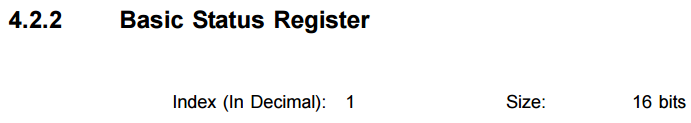 4.2.2 Basic Status Register
Index (In Decimal): 1 Size: 16 bits